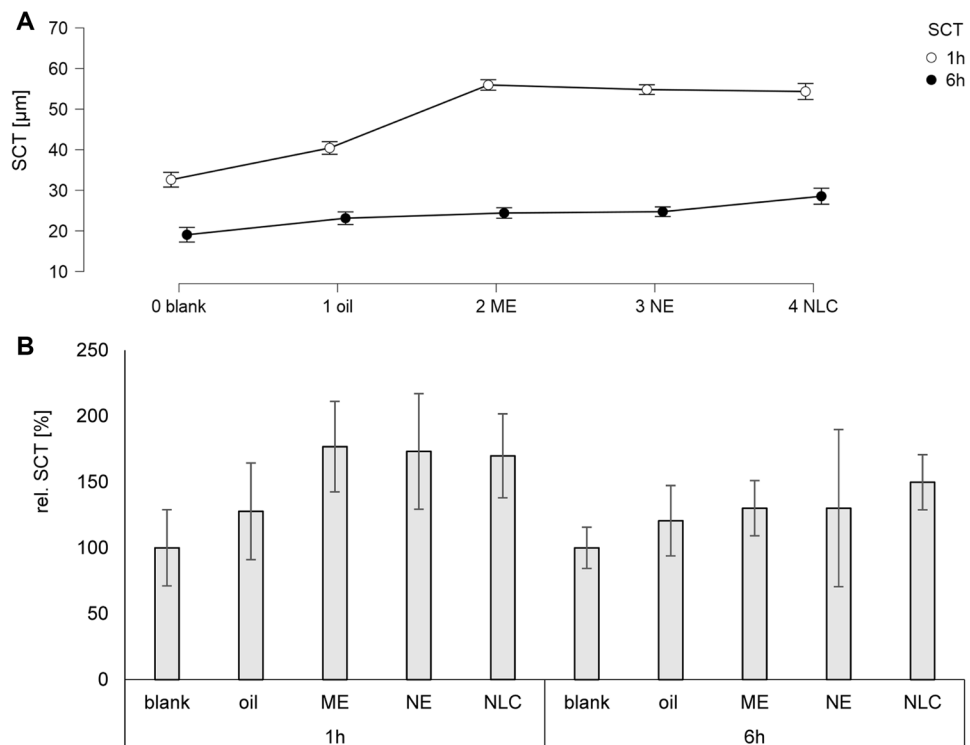 A
SCT
1h
6h
SCT [μm]
70
60
50
40
30
20
10
0 blank 1 oil 2 ME 3 NE 4 NLC
B
rel. SCT [%]
250
200
150
100
50
0
blank oil ME NE NLC blank oil ME NE NLC
1h 6h